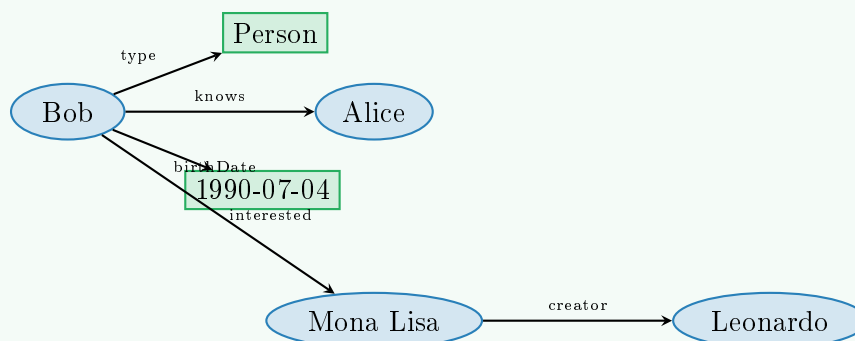 Person
type
knows
Bob
Alice
birthDate
1990-07-04
interested
creator
Mona Lisa
Leonardo